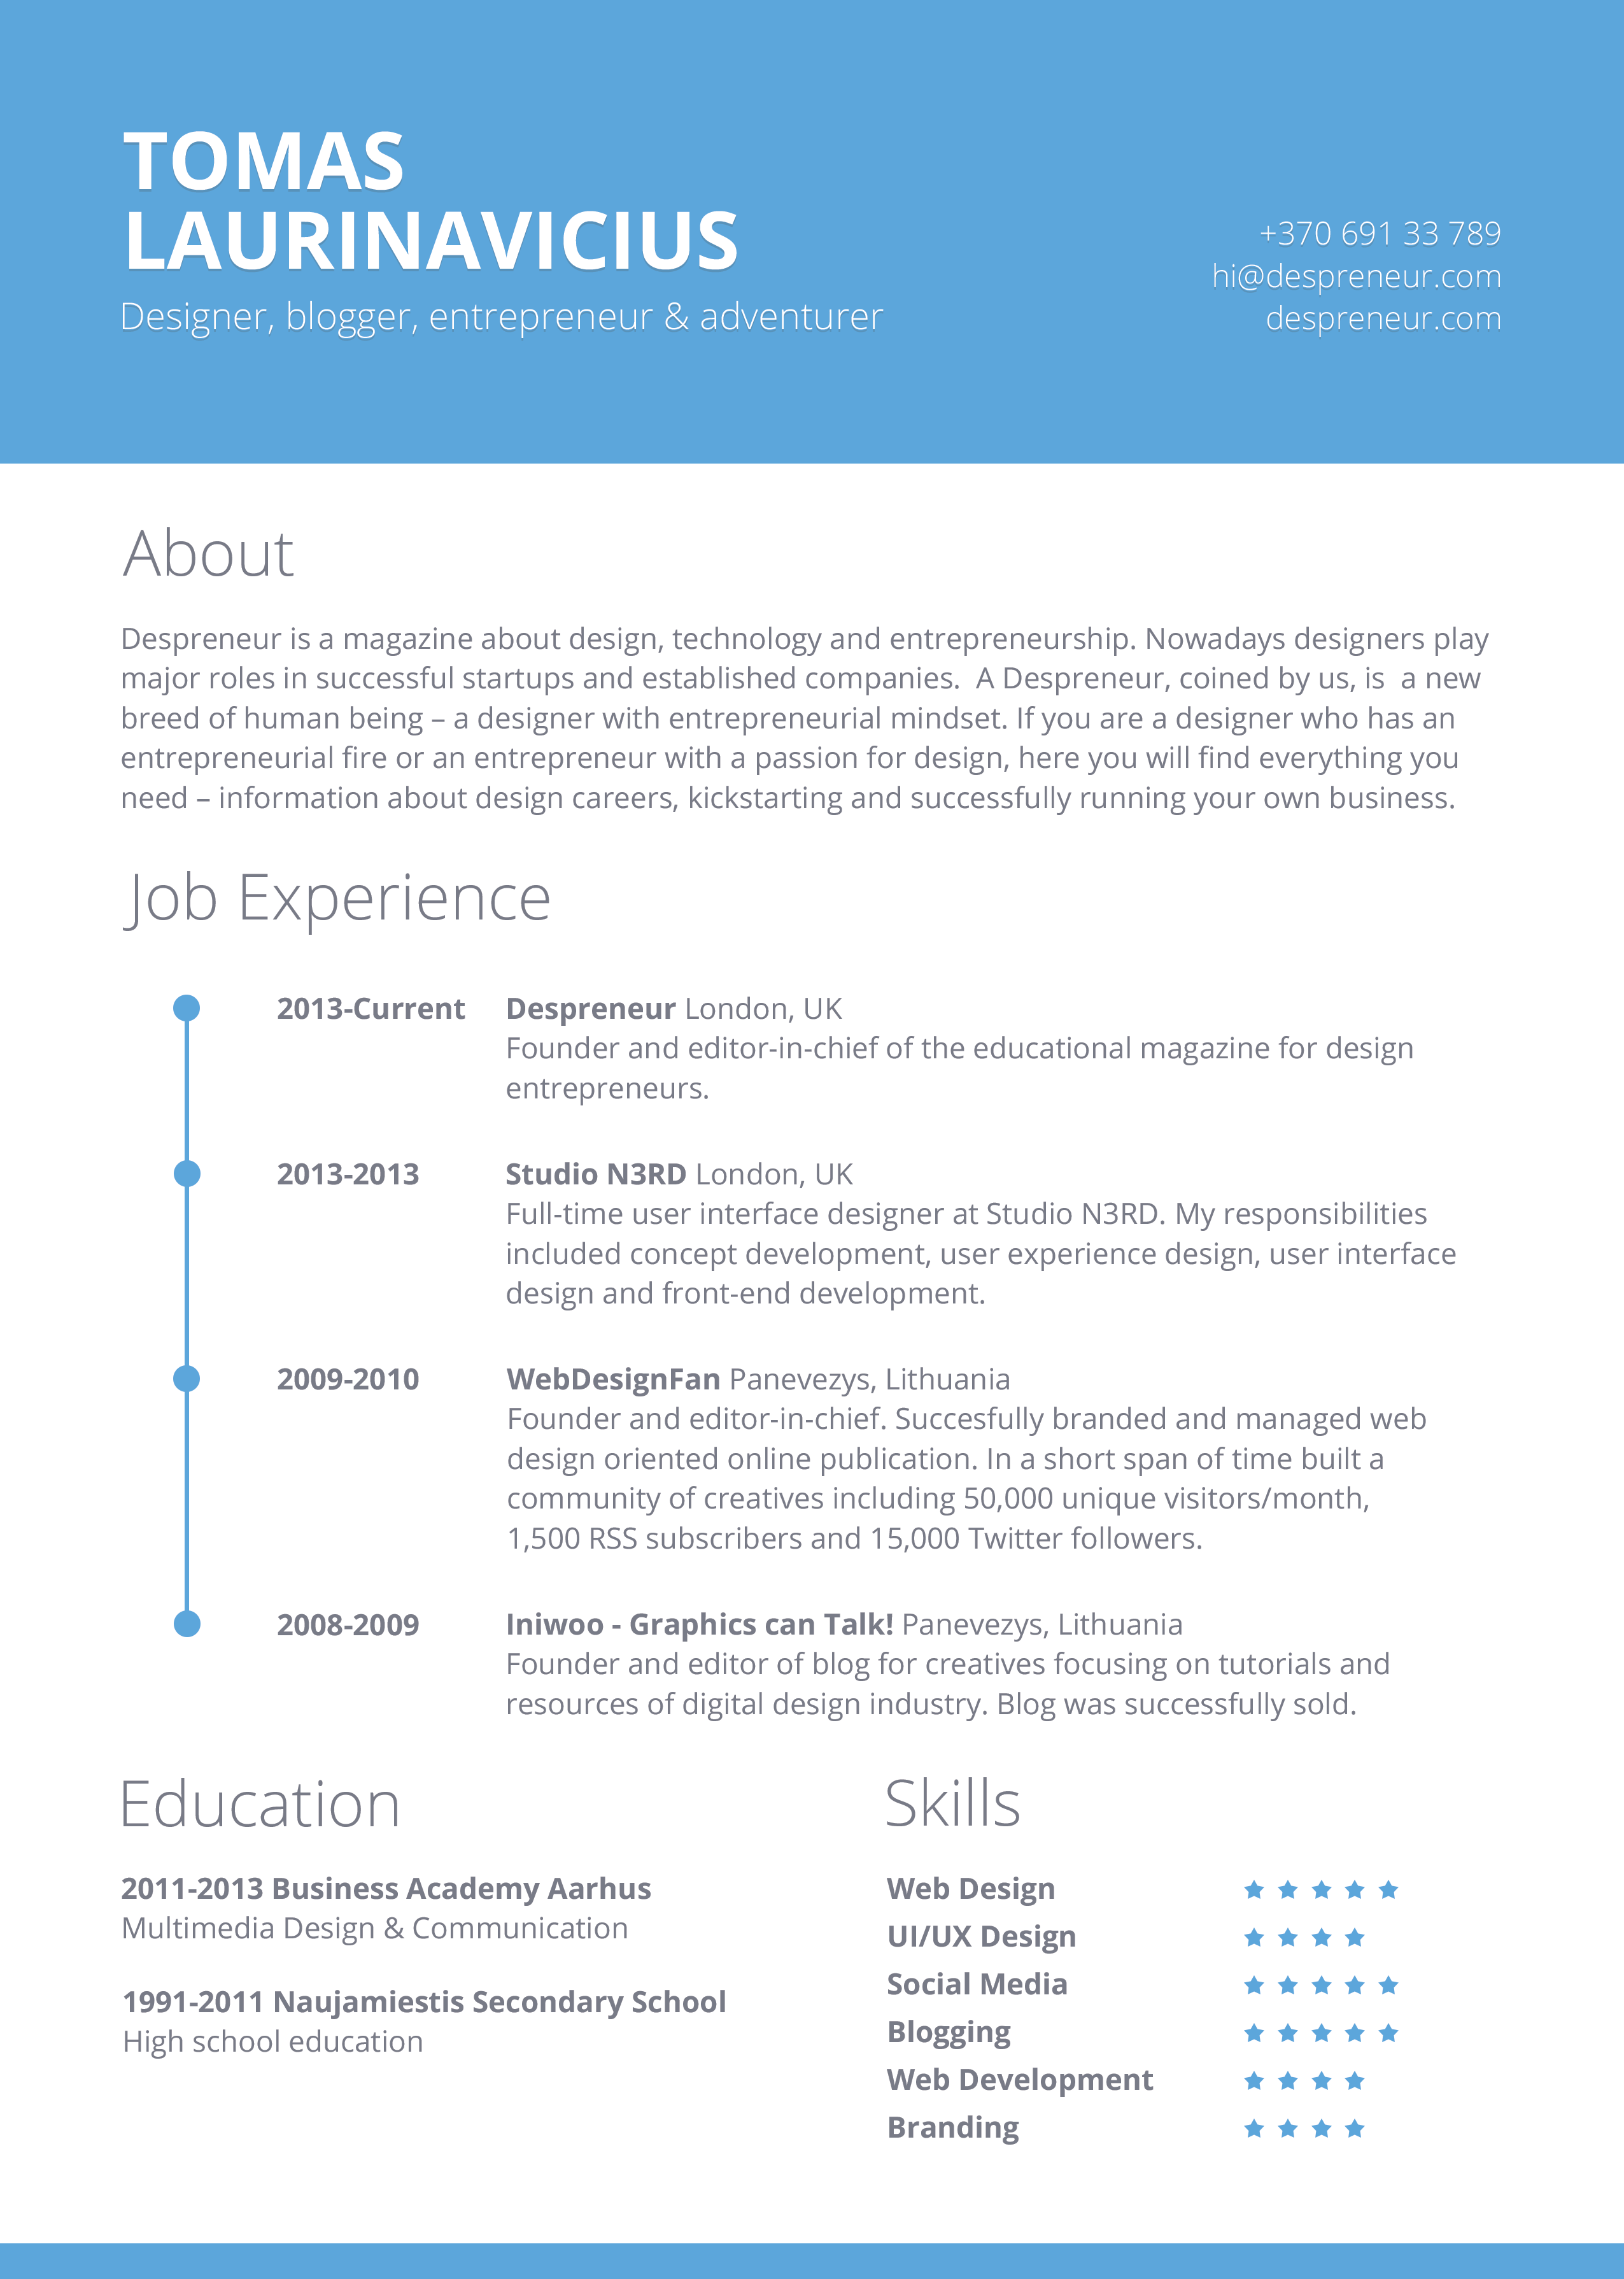 TOMAS
LAURINAVICIUS
Designer, blogger, entrepreneur & adventurer
+370 691 33 789
hi@despreneur.com
despreneur.com
About
Despreneur is a magazine about design, technology and entrepreneurship. Nowadays designers play
major roles in successful startups and established companies.  A Despreneur, coined by us, is  a new
breed of human being – a designer with entrepreneurial mindset. If you are a designer who has an
entrepreneurial fire or an entrepreneur with a passion for design, here you will find everything you
need – information about design careers, kickstarting and successfully running your own business.
Job Experience
2013-Current Despreneur London, UK
Founder and editor-in-chief of the educational magazine for design
entrepreneurs.
2013-2013 Studio N3RD London, UK
Full-time user interface designer at Studio N3RD. My responsibilities
included concept development, user experience design, user interface
design and front-end development.
2009-2010 WebDesignFan Panevezys, Lithuania
Founder and editor-in-chief. Succesfully branded and managed web
design oriented online publication. In a short span of time built a
community of creatives including 50,000 unique visitors/month,
1,500 RSS subscribers and 15,000 Twitter followers.
2008-2009 Iniwoo - Graphics can Talk! Panevezys, Lithuania
Founder and editor of blog for creatives focusing on tutorials and
resources of digital design industry. Blog was successfully sold.
Education
2011-2013 Business Academy Aarhus
Multimedia Design & Communication
1991-2011 Naujamiestis Secondary School
High school education
Skills
Web Design
UI/UX Design
Social Media
Blogging
Web Development
Branding